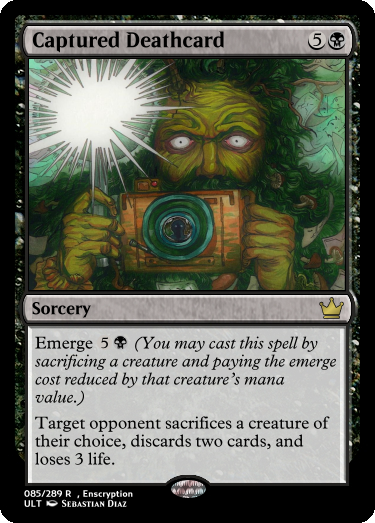 Captured Deathcard 5
Sorcery
Emerge 5 (You may cast this spell by
sacrificing a creature and paying the emerge
cost reduced by that creature's mana
value.)
Target opponent sacrifices a creature of
their choice, discards two cards, and
loses 3 life.
085/289 R , Enscryption
ULT Sebastian Diaz